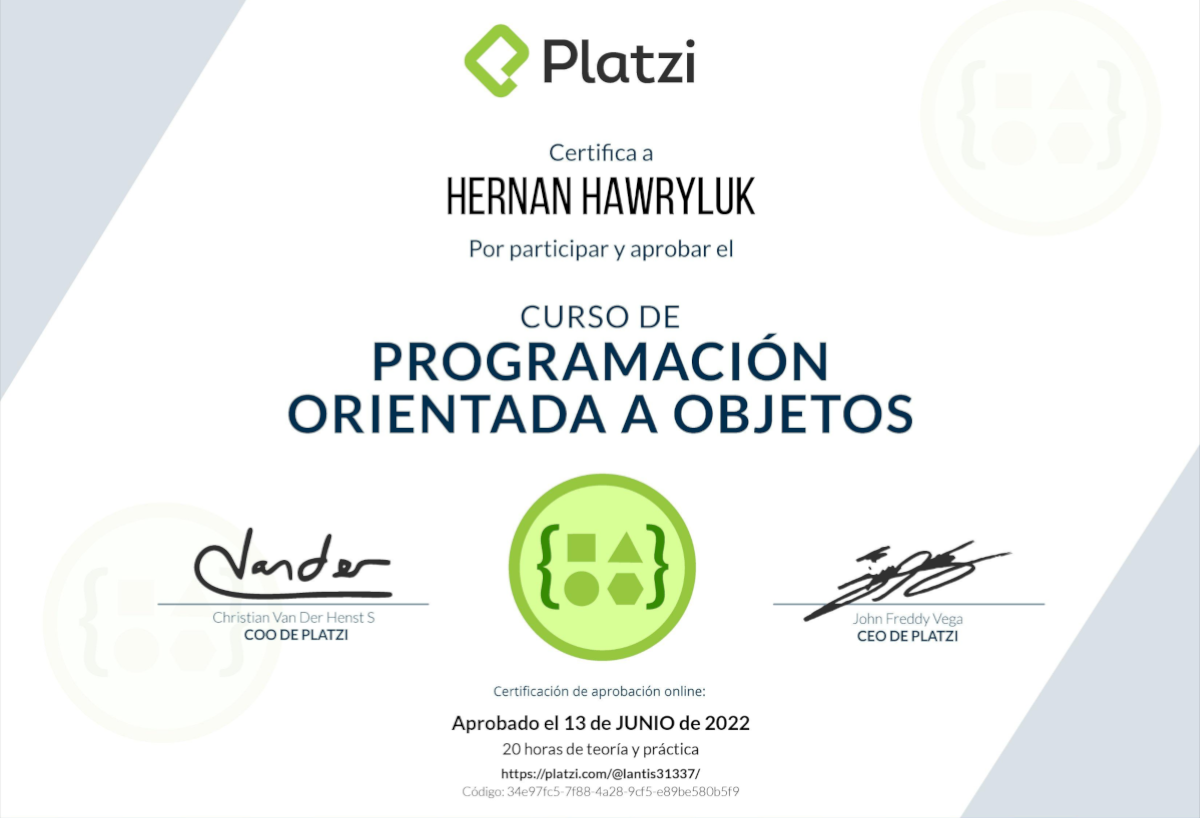 Platzi
Certifica a
HERNAN HAWRYLUK
Por participar y aprobar el
CURSO DE
PROGRAMACIÓN
ORIENTADA A OBJETOS
Vander
Christian Van Der Henst S
COO DE PLATZI
John Freddy Vega
CEO DE PLATZI
Certificación de aprobación online:
Aprobado el 13 de JUNIO de 2022
20 horas de teoría y práctica
https://platzi.com/@lantis31337/
Código: 34e97fc5-7f88-4a28-9cf5-e89be580b5f9